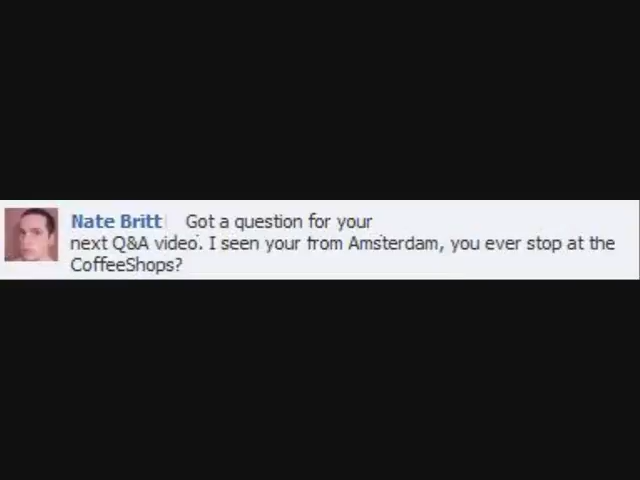 Nate Britt Got a question for your
next Q&A video. I seen your from Amsterdam, you ever stop at the
CoffeeShops?